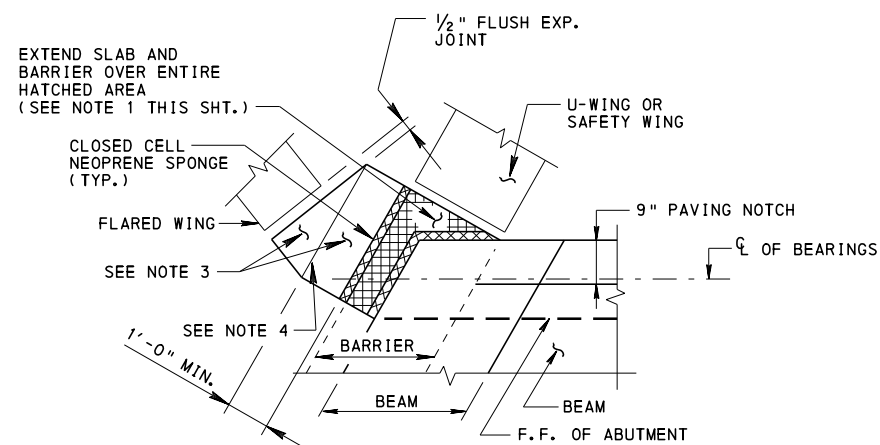 1/2" FLUSH EXP.
JOINT
EXTEND SLAB AND
BARRIER OVER ENTIRE
HATCHED AREA
(SEE NOTE 1 THIS SHT.)
U-WING OR
SAFETY WING
CLOSED CELL
NEOPRENE SPONGE
(TYP.)
9" PAVING NOTCH
FLARED WING
℄ OF BEARINGS
SEE NOTE 3
SEE NOTE 4
BARRIER
1'-0" MIN.
BEAM
BEAM
F.F. OF ABUTMENT